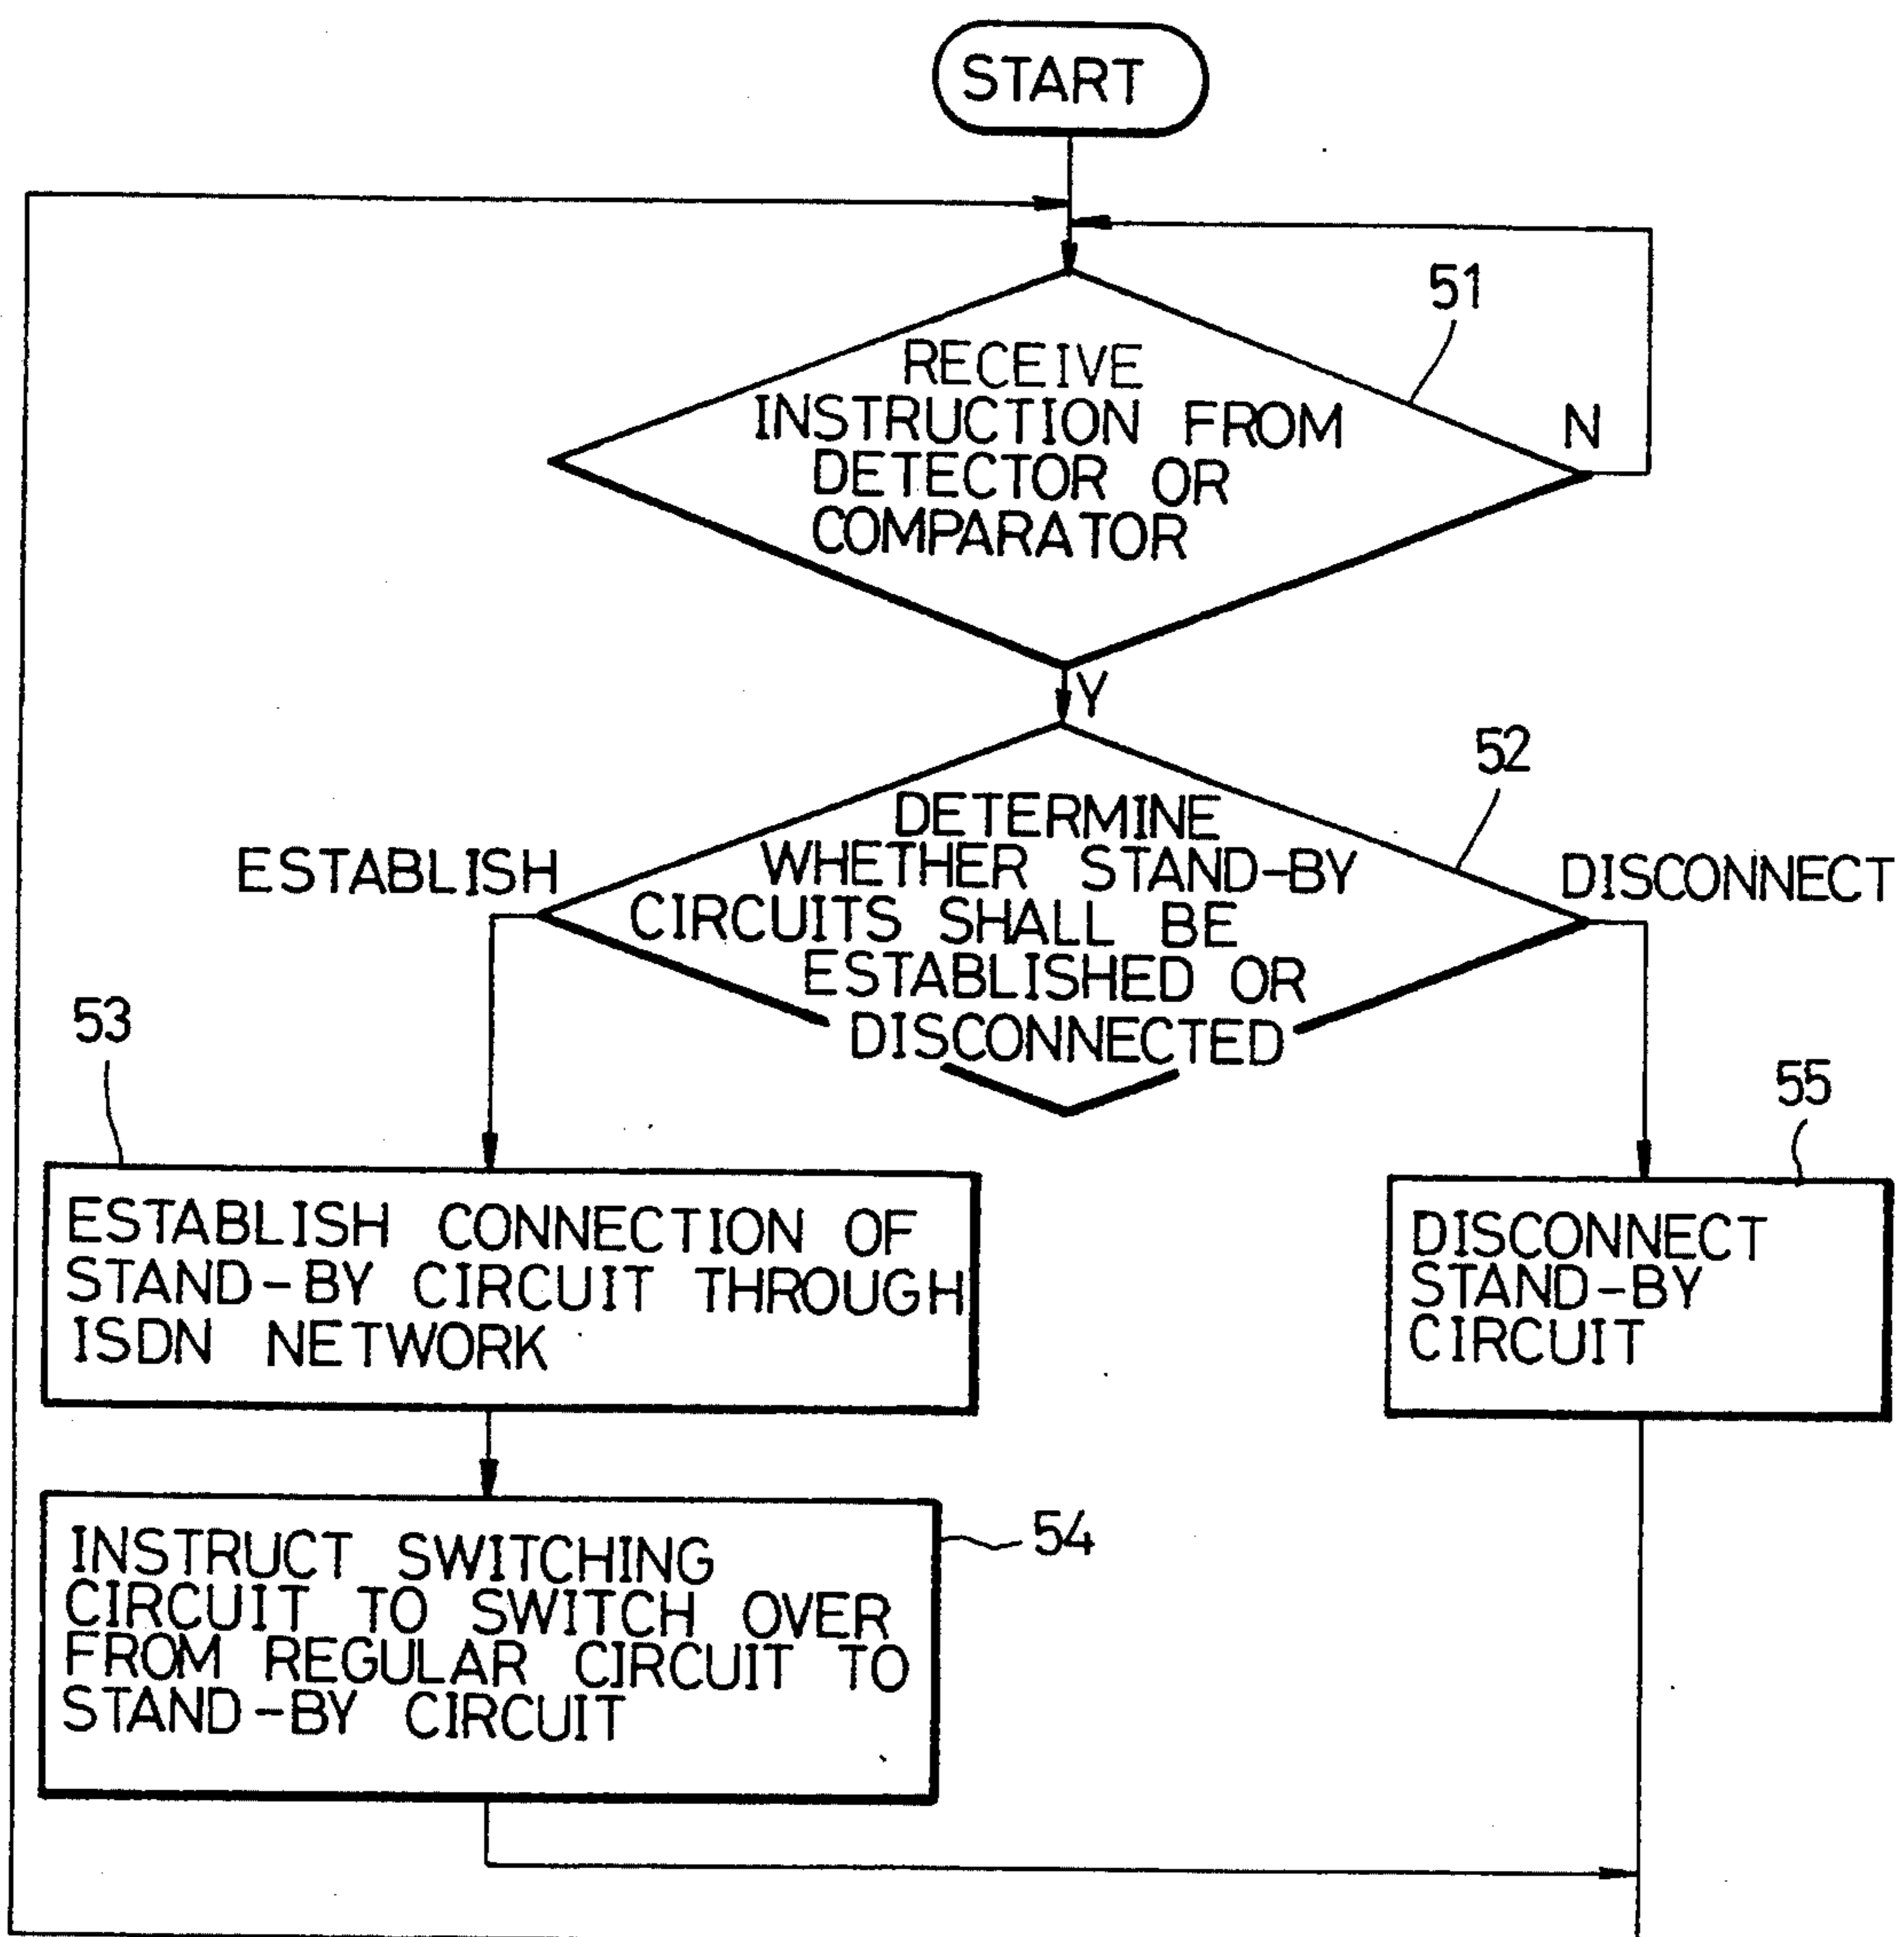 START
51
RECEIVE
INSTRUCTION FROM
DETECTOR OR
COMPARATOR
N
Y
52
DETERMINE
WHETHER STAND-BY
CIRCUITS SHALL BE
ESTABLISHED OR
DISCONNECTED
ESTABLISH
DISCONNECT
53
ESTABLISH CONNECTION OF
STAND-BY CIRCUIT THROUGH
ISDN NETWORK
55
DISCONNECT
STAND-BY
CIRCUIT
54
INSTRUCT SWITCHING
CIRCUIT TO SWITCH OVER
FROM REGULAR CIRCUIT TO
STAND-BY CIRCUIT